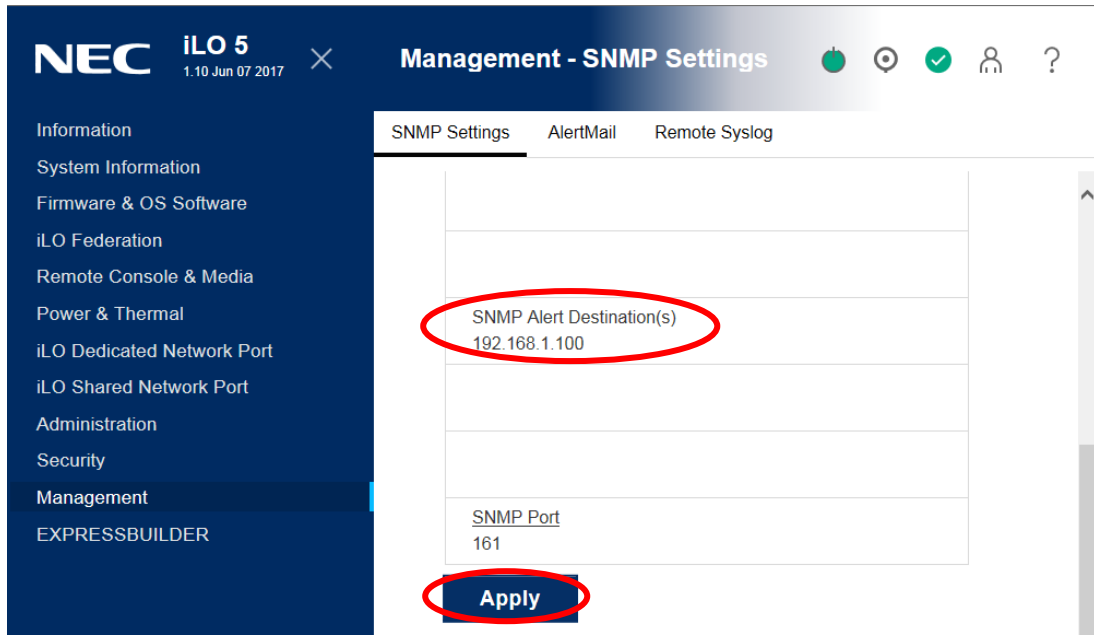 NEC
iLO 5
1.10 Jun 07 2017
Management - SNMP Settings
Information
System Information
Firmware & OS Software
iLO Federation
Remote Console & Media
Power & Thermal
iLO Dedicated Network Port
iLO Shared Network Port
Administration
Security
Management
EXPRESSBUILDER
SNMP Settings AlertMail Remote Syslog
SNMP Alert Destination(s)
192.168.1.100
SNMP Port
161
Apply